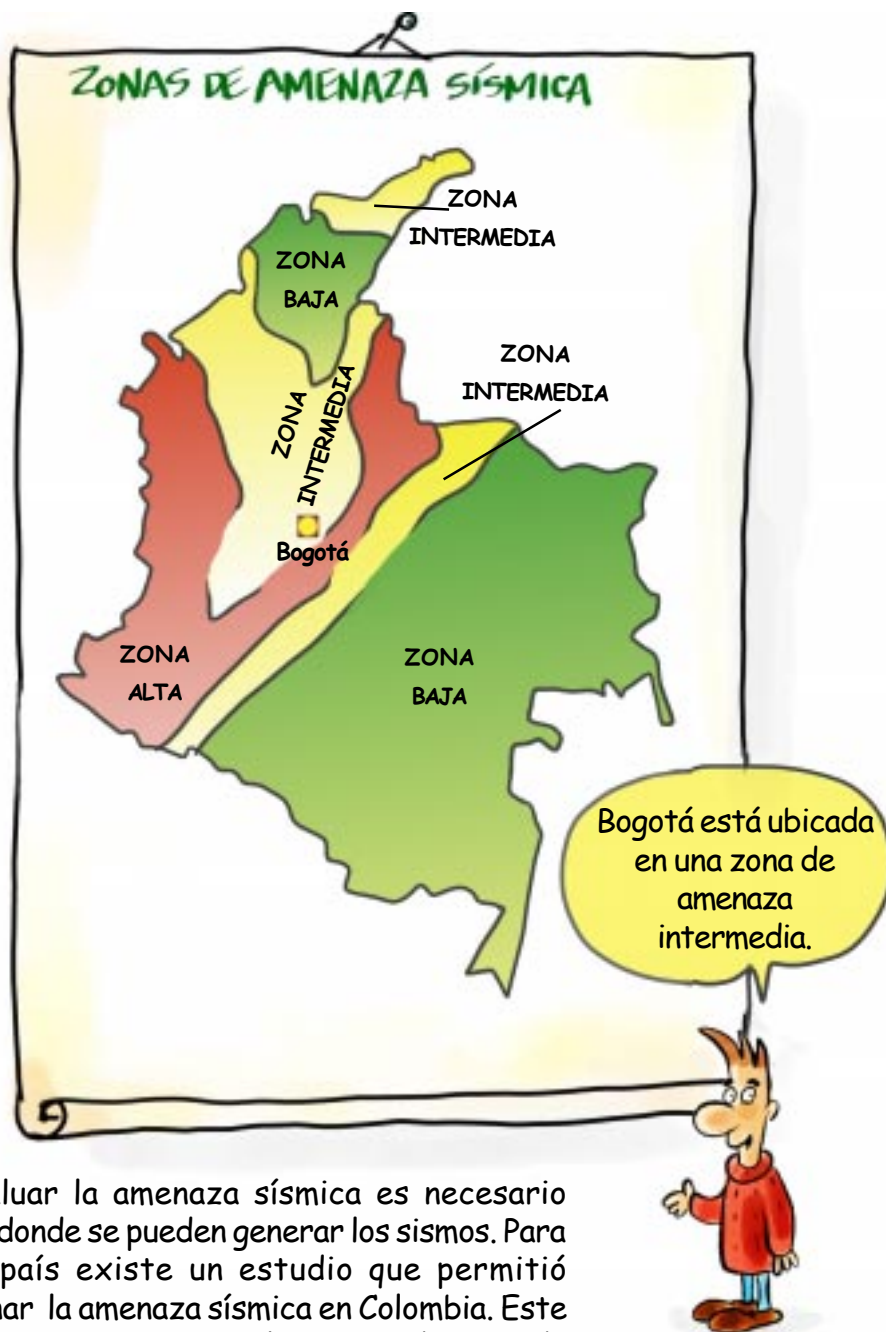 ZONAS DE AMENAZA SÍSMICA
ZONA
INTERMEDIA
ZONA
BAJA
ZONA
INTERMEDIA
ZONA
INTERMEDIA
Bogotá
ZONA
ALTA
ZONA
BAJA
Bogotá está ubicada
en una zona de
amenaza
intermedia.
luar la amenaza sísmica es necesario
donde se pueden generar los sismos. Para
país existe un estudio que permitió
nar la amenaza sísmica en Colombia. Este